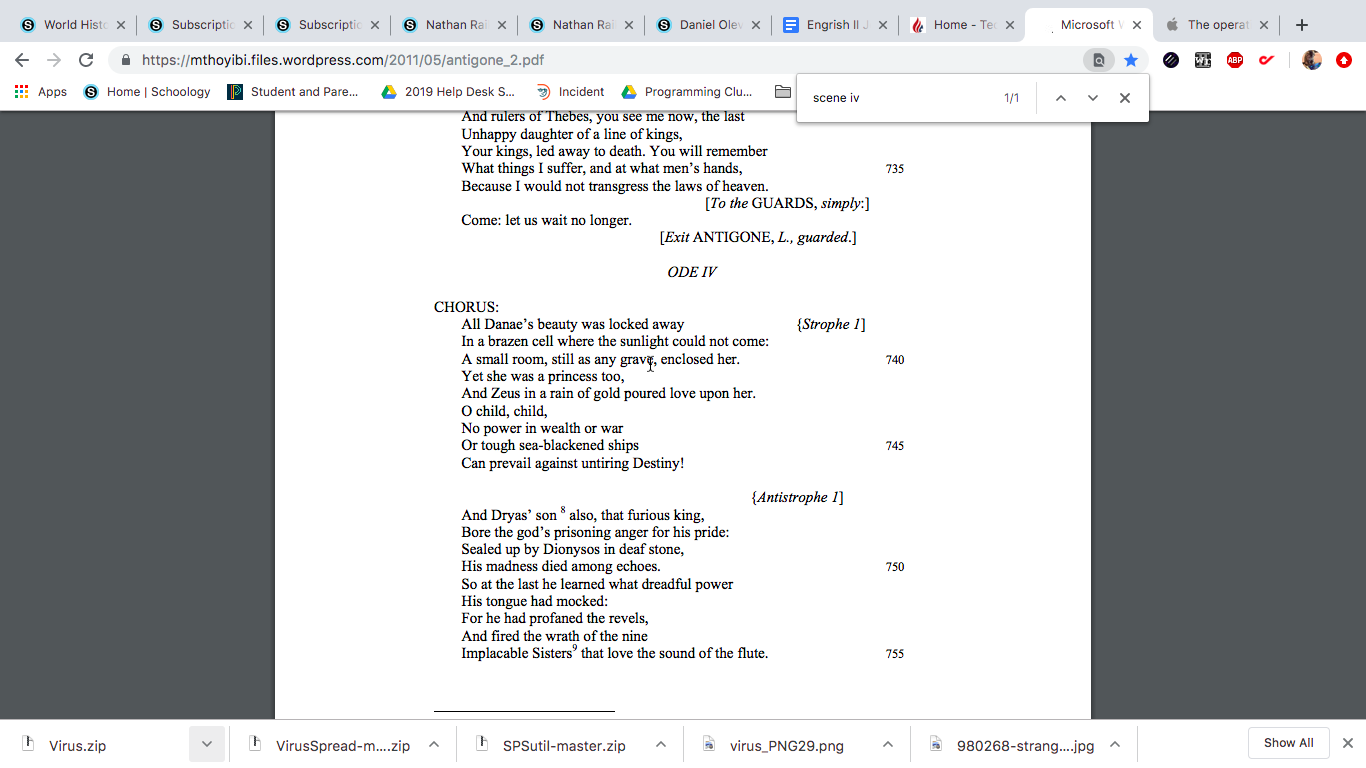 World Histo
Subscriptio
Subscriptic
Nathan Rai
Nathan Rai
Daniel Olev
Engrish II J
Home - Tec
Microsoft W
The operat
https://mthoyibi.files.wordpress.com/2011/05/antigone_2.pdf
ABP
Apps
Home | Schoology
Student and Pare...
2019 Help Desk S...
Incident
Programming Clu...
scene iv
1/1
And rulers of Thebes, you see me now, the last
Unhappy daughter of a line of kings,
Your kings, led away to death. You will remember
What things I suffer, and at what men's hands, 735
Because I would not transgress the laws of heaven.
[To the GUARDS, simply:]
Come: let us wait no longer.
[Exit ANTIGONE, L., guarded.]
ODE IV
CHORUS:
All Danae's beauty was locked away {Strophe 1]
In a brazen cell where the sunlight could not come:
A small room, still as any grave, enclosed her. 740
Yet she was a princess too,
And Zeus in a rain of gold poured love upon her.
O child, child,
No power in wealth or war
Or tough sea-blackened ships 745
Can prevail against untiring Destiny!
{Antistrophe 1]
And Dryas' son 8 also, that furious king,
Bore the god's prisoning anger for his pride:
Sealed up by Dionysos in deaf stone,
His madness died among echoes. 750
So at the last he learned what dreadful power
His tongue had mocked:
For he had profaned the revels,
And fired the wrath of the nine
Implacable Sisters9 that love the sound of the flute. 755
Virus.zip
VirusSpread-m....zip
SPSutil-master.zip
virus_PNG29.png
980268-strang....jpg
Show All